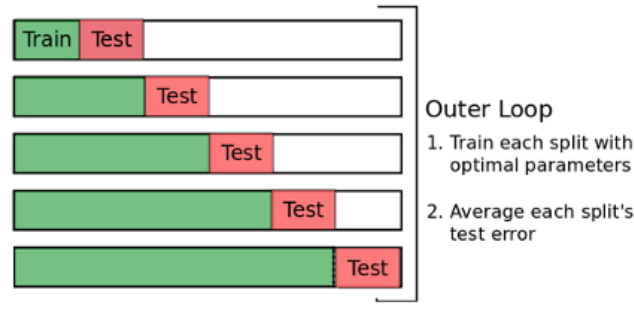 Train Test
Test
Test
Test
Test
Outer Loop
1. Train each split with
optimal parameters
2. Average each split's
test error